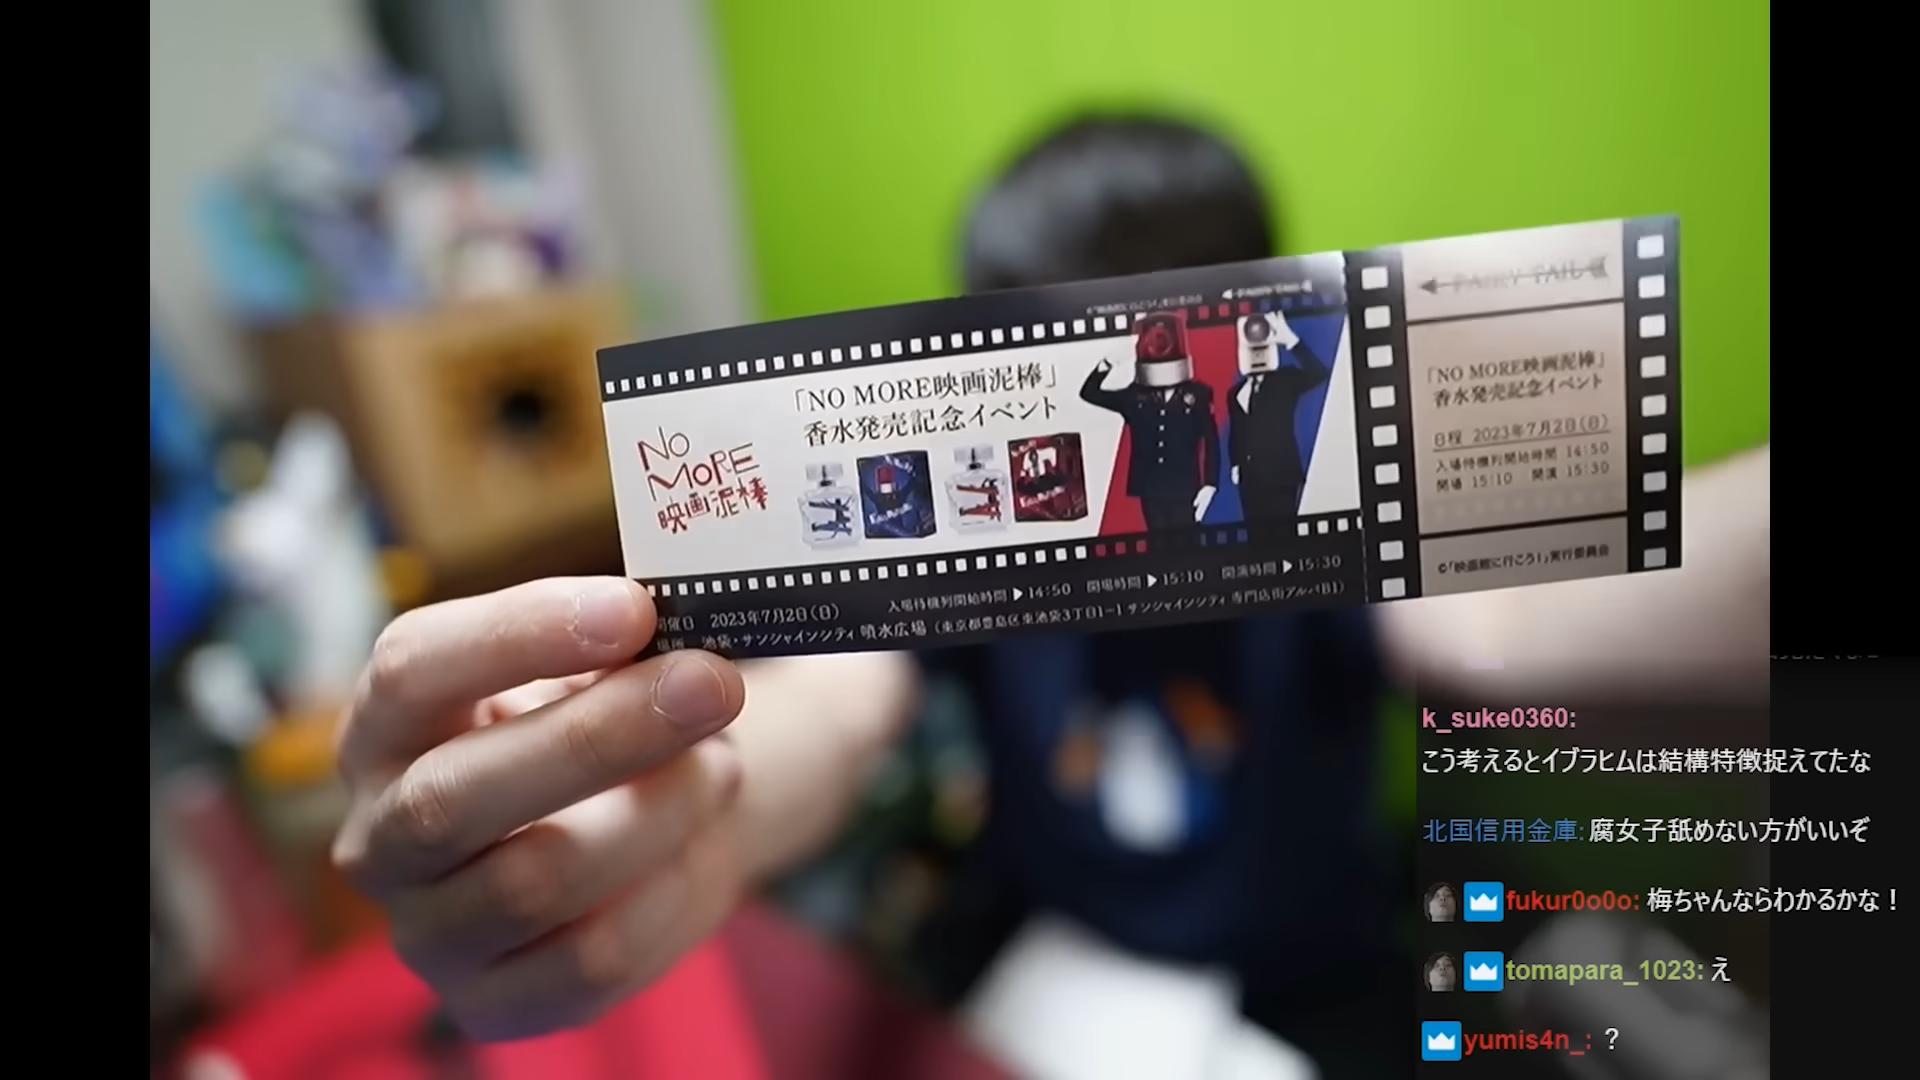 FAIRY TAIL
「NO MORE映画泥棒」
香水発売記念イベント
NO
MORE
映画泥棒
開催日 2023年7月2日(日) 入場待機列開始時間▶14:50 開場時間▶15:10 開演時間▶15:30
場所 池袋・サンシャインシティ 噴水広場(東京都豊島区東池袋3丁目1-1 サンシャインシティ 専門店街アルパB1)
「NO MORE映画泥棒」
香水発売記念イベント
日程 2023年7月2日(日)
入場待機列開始時間 14:50
開場 15:10 開演 15:30
©「映画館に行こう!」実行委員会
k_suke0360:
こう考えるとイブラヒムは結構特徴捉えてたな
北国信用金庫: 腐女子舐めない方がいいぞ
fukur0o0o: 梅ちゃんならわかるかな！
tomapara_1023: え
yumis4n_: ？